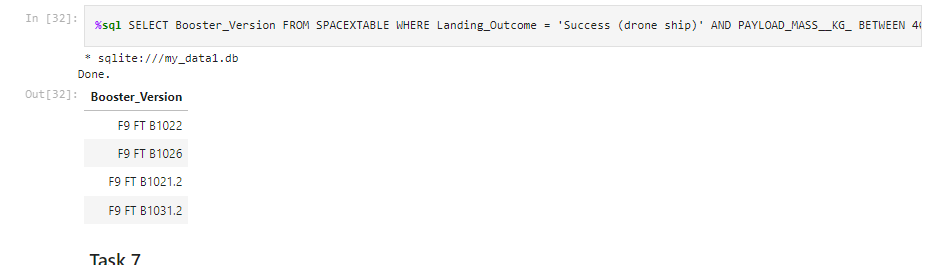 In [32]: %sql SELECT Booster_Version FROM SPACEXTABLE WHERE Landing_Outcome = 'Success (drone ship)' AND PAYLOAD_MASS__KG_ BETWEEN
* sqlite:///my_data1.db
Done.
Out[32]: Booster_Version
F9 FT B1022
F9 FT B1026
F9 FT B1021.2
F9 FT B1031.2
Task 7